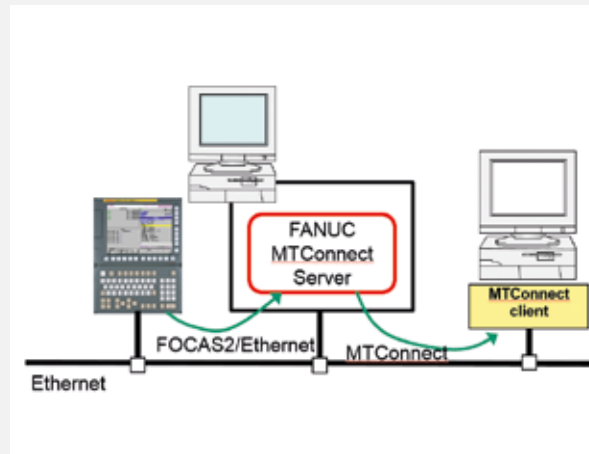 FANUC
MTConnect
Server
MTConnect
client
FOCAS2/Ethernet
MTConnect
Ethernet